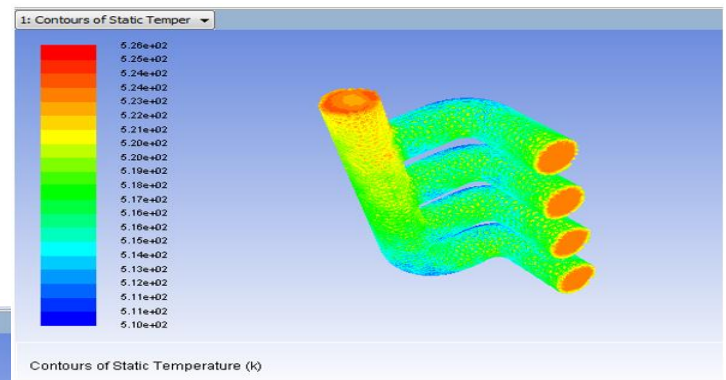 1: Contours of Static Temper
5.26e+02
5.25e+02
5.24e+02
5.24e+02
5.23e+02
5.22e+02
5.21e+02
5.20e+02
5.20e+02
5.19e+02
5.18e+02
5.17e+02
5.16e+02
5.16e+02
5.15e+02
5.14e+02
5.13e+02
5.12e+02
5.11e+02
5.11e+02
5.10e+02
Contours of Static Temperature (k)